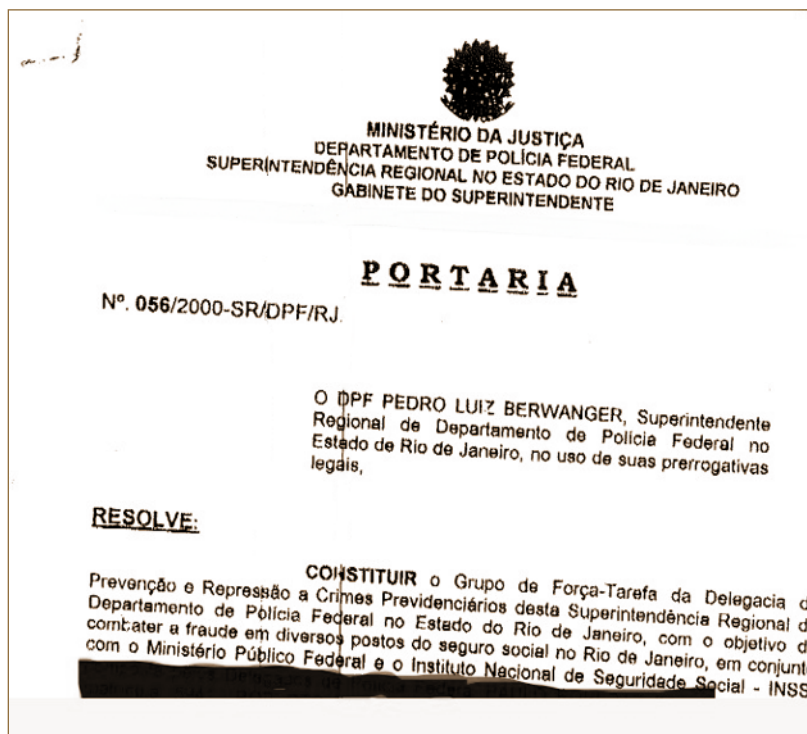 MINISTÉRIO DA JUSTIÇA
DEPARTAMENTO DE POLÍCIA FEDERAL
SUPERINTENDÊNCIA REGIONAL NO ESTADO DO RIO DE JANEIRO
GABINETE DO SUPERINTENDENTE
PORTARIA
Nº. 056/2000-SR/DPF/RJ.
O DPF PEDRO LUIZ BERWANGER, Superintendente
Regional de Departamento de Polícia Federal no
Estado de Rio de Janeiro, no uso de suas prerrogativas
legais,
RESOLVE:
CONSTITUIR o Grupo de Força-Tarefa da Delegacia d
Prevenção e Repressão a Crimes Previdenciários desta Superintendência Regional d
Departamento de Polícia Federal no Estado do Rio de Janeiro, com o objetivo d
combater a fraude em diversos postos do seguro social no Rio de Janeiro, em conjunt
com o Ministério Público Federal e o Instituto Nacional de Seguridade Social - INSS